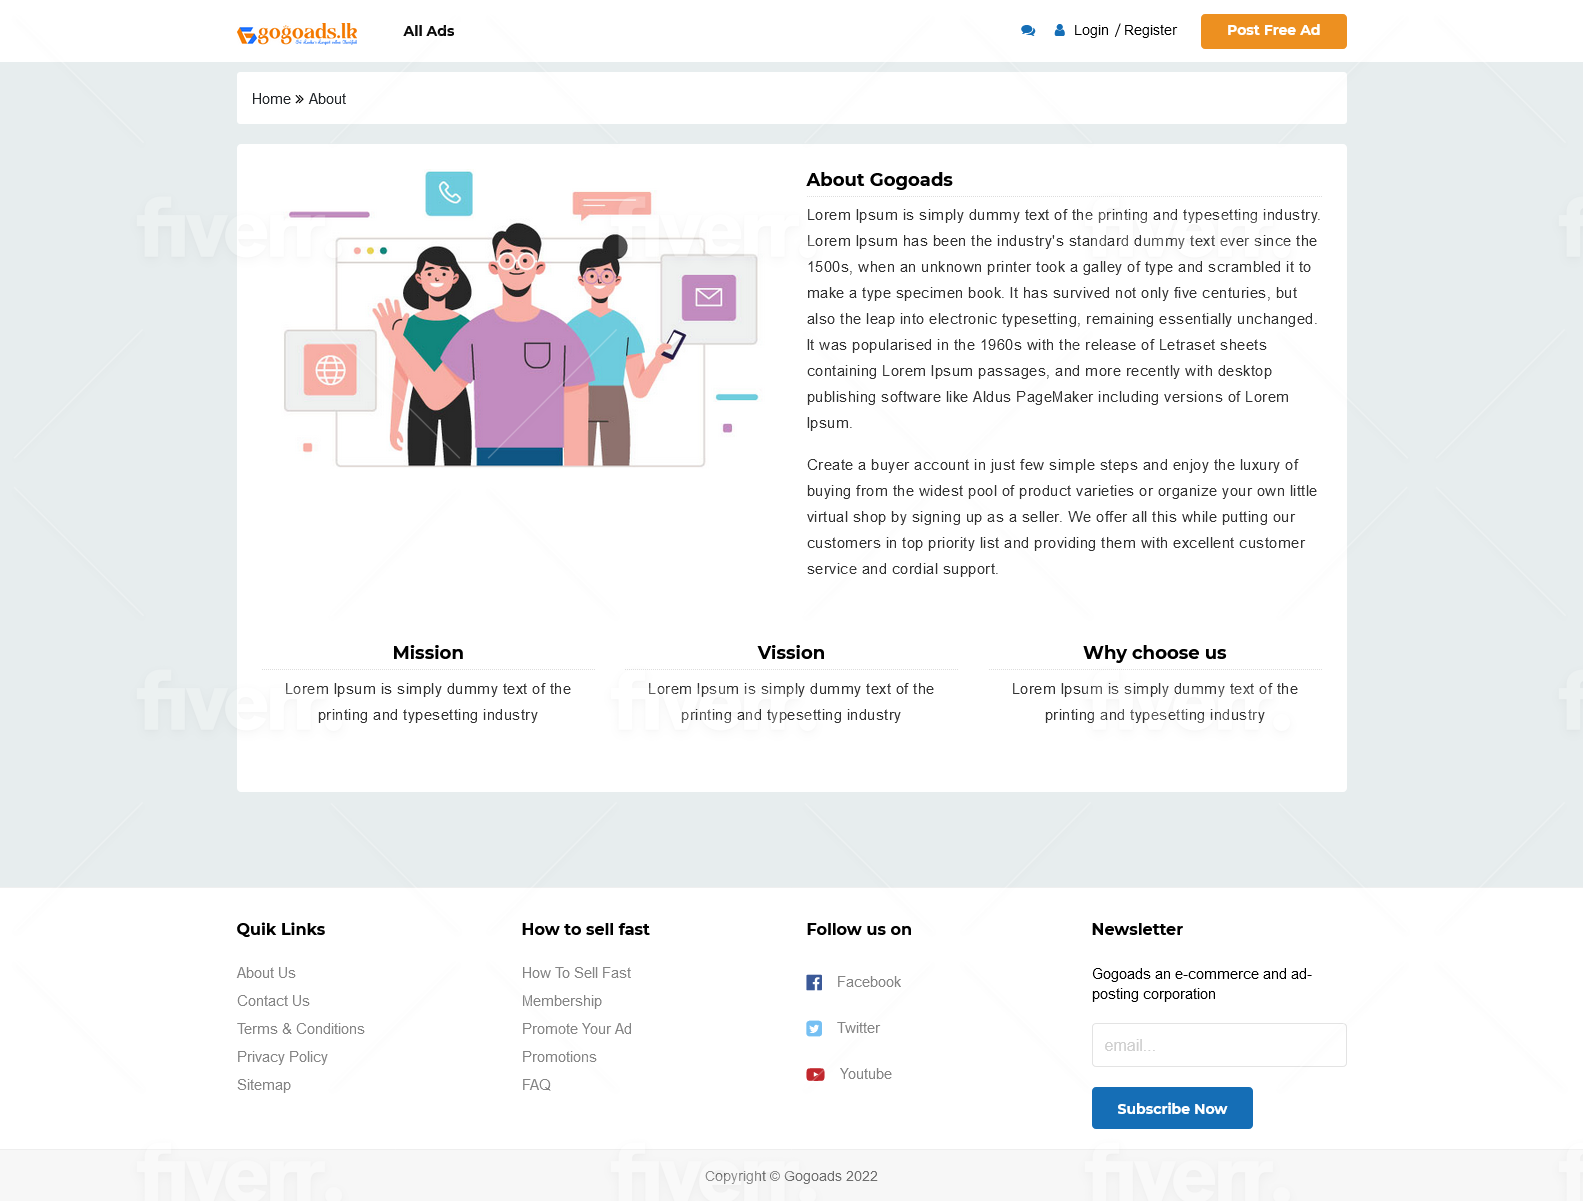 gogoads.lk
All Ads
Login / Register
Post Free Ad
Home » About
About Gogoads
Lorem Ipsum is simply dummy text of the printing and typesetting industry.
Lorem Ipsum has been the industry's standard dummy text ever since the
1500s, when an unknown printer took a galley of type and scrambled it to
make a type specimen book. It has survived not only five centuries, but
also the leap into electronic typesetting, remaining essentially unchanged.
It was popularised in the 1960s with the release of Letraset sheets
containing Lorem Ipsum passages, and more recently with desktop
publishing software like Aldus PageMaker including versions of Lorem
Ipsum.
Create a buyer account in just few simple steps and enjoy the luxury of
buying from the widest pool of product varieties or organize your own little
virtual shop by signing up as a seller. We offer all this while putting our
customers in top priority list and providing them with excellent customer
service and cordial support.
Mission
Lorem Ipsum is simply dummy text of the
printing and typesetting industry
Vission
Lorem Ipsum is simply dummy text of the
printing and typesetting industry
Why choose us
Lorem Ipsum is simply dummy text of the
printing and typesetting industry
fiverr.
fiverr.
fiverr.
fiverr.
fiverr.
fiverr.
fiverr.
fiverr.
fiverr.
Quik Links
About Us
Contact Us
Terms & Conditions
Privacy Policy
Sitemap
How to sell fast
How To Sell Fast
Membership
Promote Your Ad
Promotions
FAQ
Follow us on
Facebook
Twitter
Youtube
Newsletter
Gogoads an e-commerce and ad-
posting corporation
email...
Subscribe Now
Copyright © Gogoads 2022